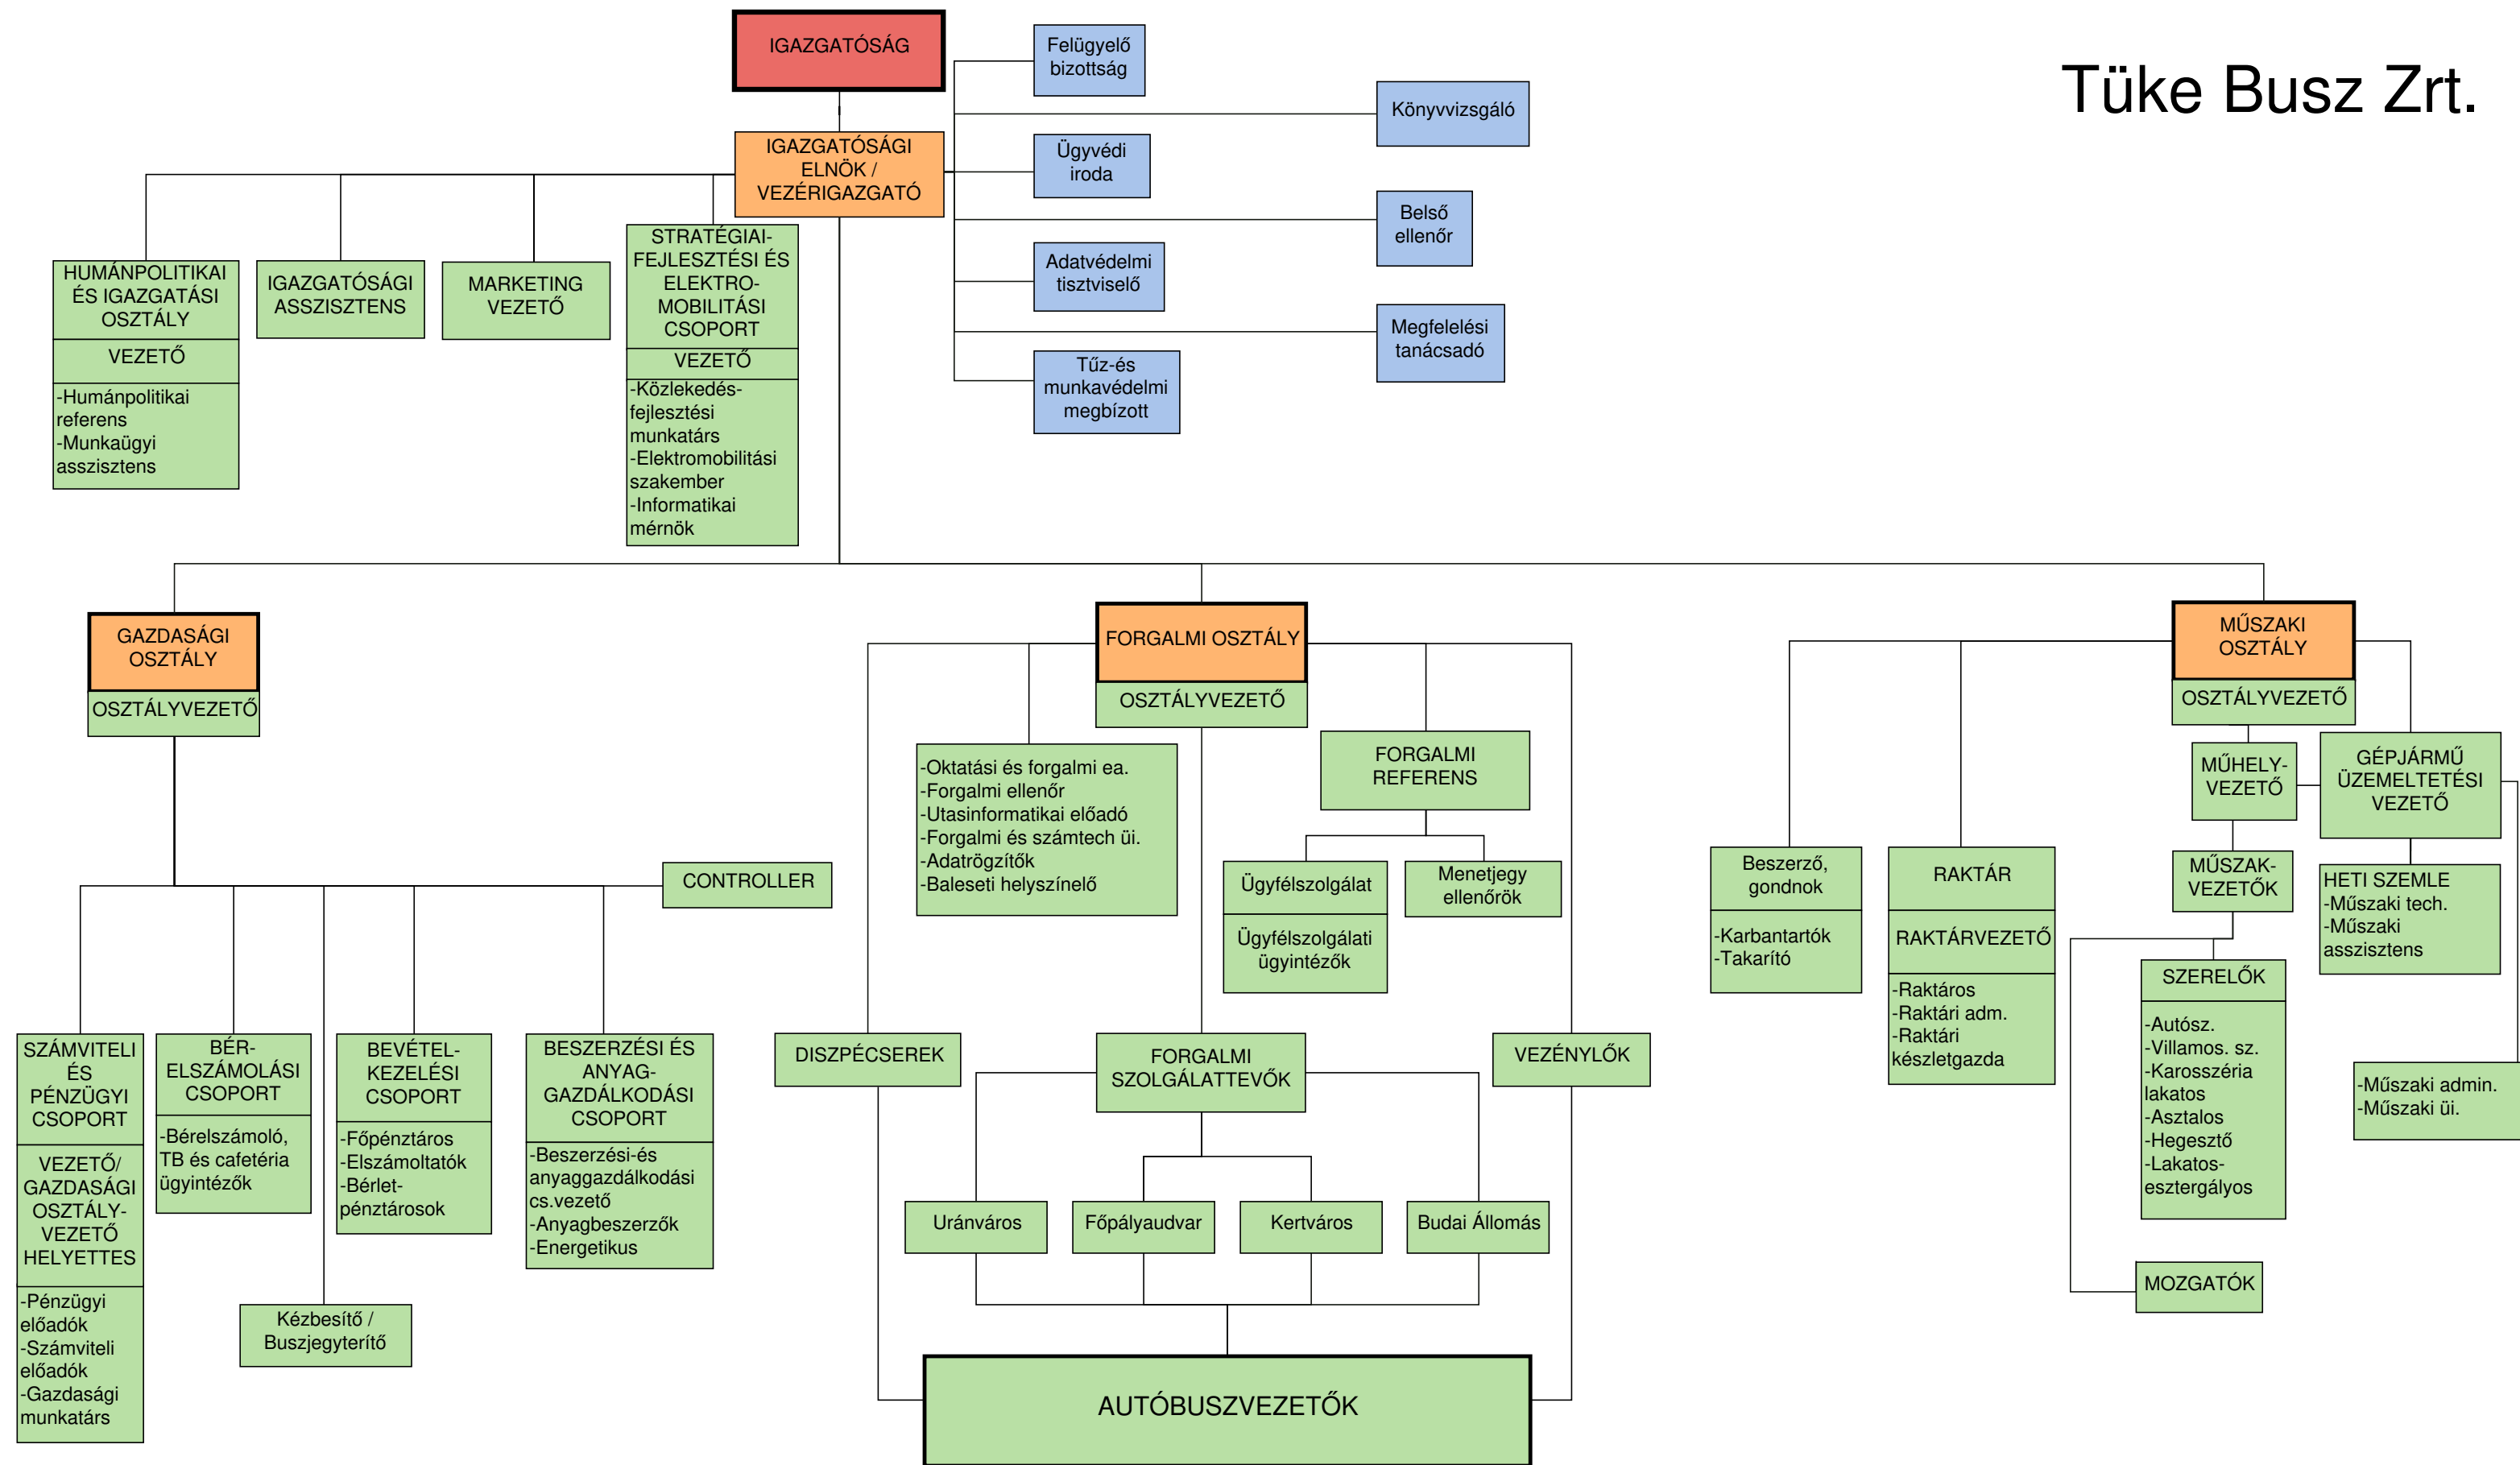 Tüke Busz Zrt.
IGAZGATÓSÁG
IGAZGATÓSÁGI
ELNÖK /
VEZÉRIGAZGATÓ
Felügyelő
bizottság
Könyvvizsgáló
Ügyvédi
iroda
Belső
ellenőr
Adatvédelmi
tisztviselő
Megfelelési
tanácsadó
Tűz-és
munkavédelmi
megbízott
HUMÁNPOLITIKAI
ÉS IGAZGATÁSI
OSZTÁLY
VEZETŐ
-Humánpolitikai
referens
-Munkaügyi
asszisztens
IGAZGATÓSÁGI
ASSZISZTENS
MARKETING
VEZETŐ
STRATÉGIAI-
FEJLESZTÉSI ÉS
ELEKTRO-
MOBILITÁSI
CSOPORT
VEZETŐ
-Közlekedés-
fejlesztési
munkatárs
-Elektromobilitási
szakember
-Informatikai
mérnök
GAZDASÁGI
OSZTÁLY
OSZTÁLYVEZETŐ
CONTROLLER
SZÁMVITELI
ÉS
PÉNZÜGYI
CSOPORT
VEZETŐ/
GAZDASÁGI
OSZTÁLY-
VEZETŐ
HELYETTES
-Pénzügyi
előadók
-Számviteli
előadók
-Gazdasági
munkatárs
BÉR-
ELSZÁMOLÁSI
CSOPORT
-Bérelszámoló,
TB és cafetéria
ügyintézők
Kézbesítő /
Buszjegyterítő
BEVÉTEL-
KEZELÉSI
CSOPORT
-Főpénztáros
-Elszámoltatók
-Bérlet-
pénztárosok
BESZERZÉSI ÉS
ANYAG-
GAZDÁLKODÁSI
CSOPORT
-Beszerzési-és
anyaggazdálkodási
cs.vezető
-Anyagbeszerzők
-Energetikus
FORGALMI OSZTÁLY
OSZTÁLYVEZETŐ
-Oktatási és forgalmi ea.
-Forgalmi ellenőr
-Utasinformatikai előadó
-Forgalmi és számtech üi.
-Adatrögzítők
-Baleseti helyszínelő
FORGALMI
REFERENS
Ügyfélszolgálat
Ügyfélszolgálati
ügyintézők
Menetjegy
ellenőrök
DISZPÉCSEREK
FORGALMI
SZOLGÁLATTEVŐK
VEZÉNYLŐK
Uránváros
Főpályaudvar
Kertváros
Budai Állomás
AUTÓBUSZVEZETŐK
MŰSZAKI
OSZTÁLY
OSZTÁLYVEZETŐ
Beszerző,
gondnok
-Karbantartók
-Takarító
RAKTÁR
RAKTÁRVEZETŐ
-Raktáros
-Raktári adm.
-Raktári
készletgazda
MŰHELY-
VEZETŐ
MŰSZAK-
VEZETŐK
SZERELŐK
-Autósz.
-Villamos. sz.
-Karosszéria
lakatos
-Asztalos
-Hegesztő
-Lakatos-
esztergályos
MOZGATÓK
GÉPJÁRMŰ
ÜZEMELTETÉSI
VEZETŐ
HETI SZEMLE
-Műszaki tech.
-Műszaki
asszisztens
-Műszaki admin.
-Műszaki üi.